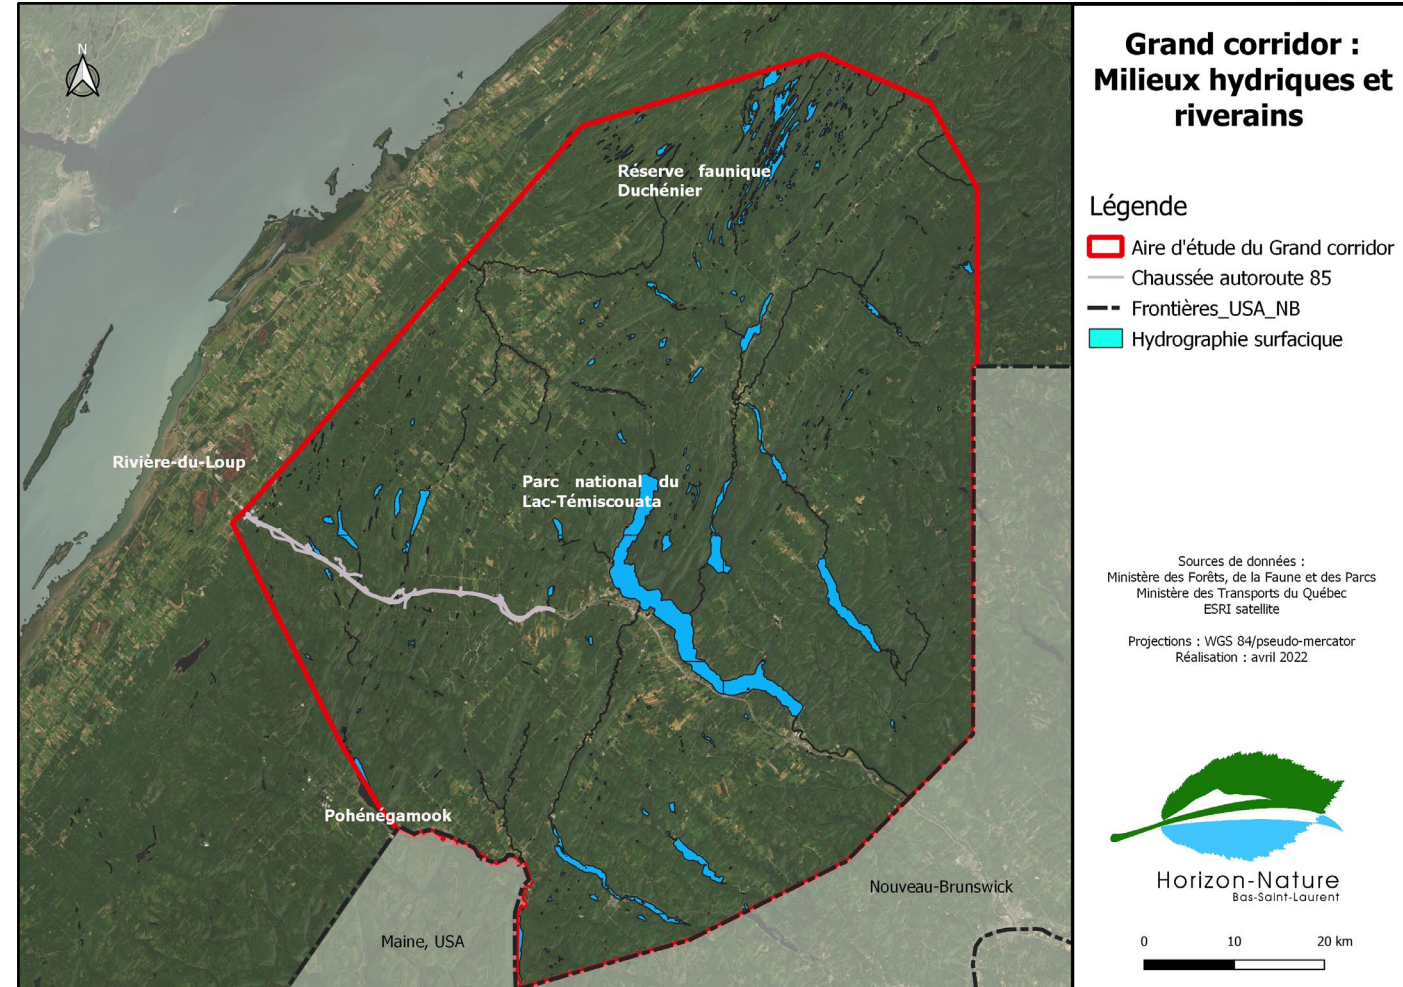 N
Réserve faunique
Duchénier
Rivière-du-Loup
Parc national du
Lac-Témiscouata
Pohénégamook
Maine, USA
Nouveau-Brunswick
Grand corridor :
Milieux hydriques et
riverains
Légende
Aire d'étude du Grand corridor
Chaussée autoroute 85
Frontières_USA_NB
Hydrographie surfacique
Sources de données :
Ministère des Forêts, de la Faune et des Parcs
Ministère des Transports du Québec
ESRI satellite
Projections : WGS 84/pseudo-mercator
Réalisation : avril 2022
Horizon-Nature
Bas-Saint-Laurent
0 10 20 km